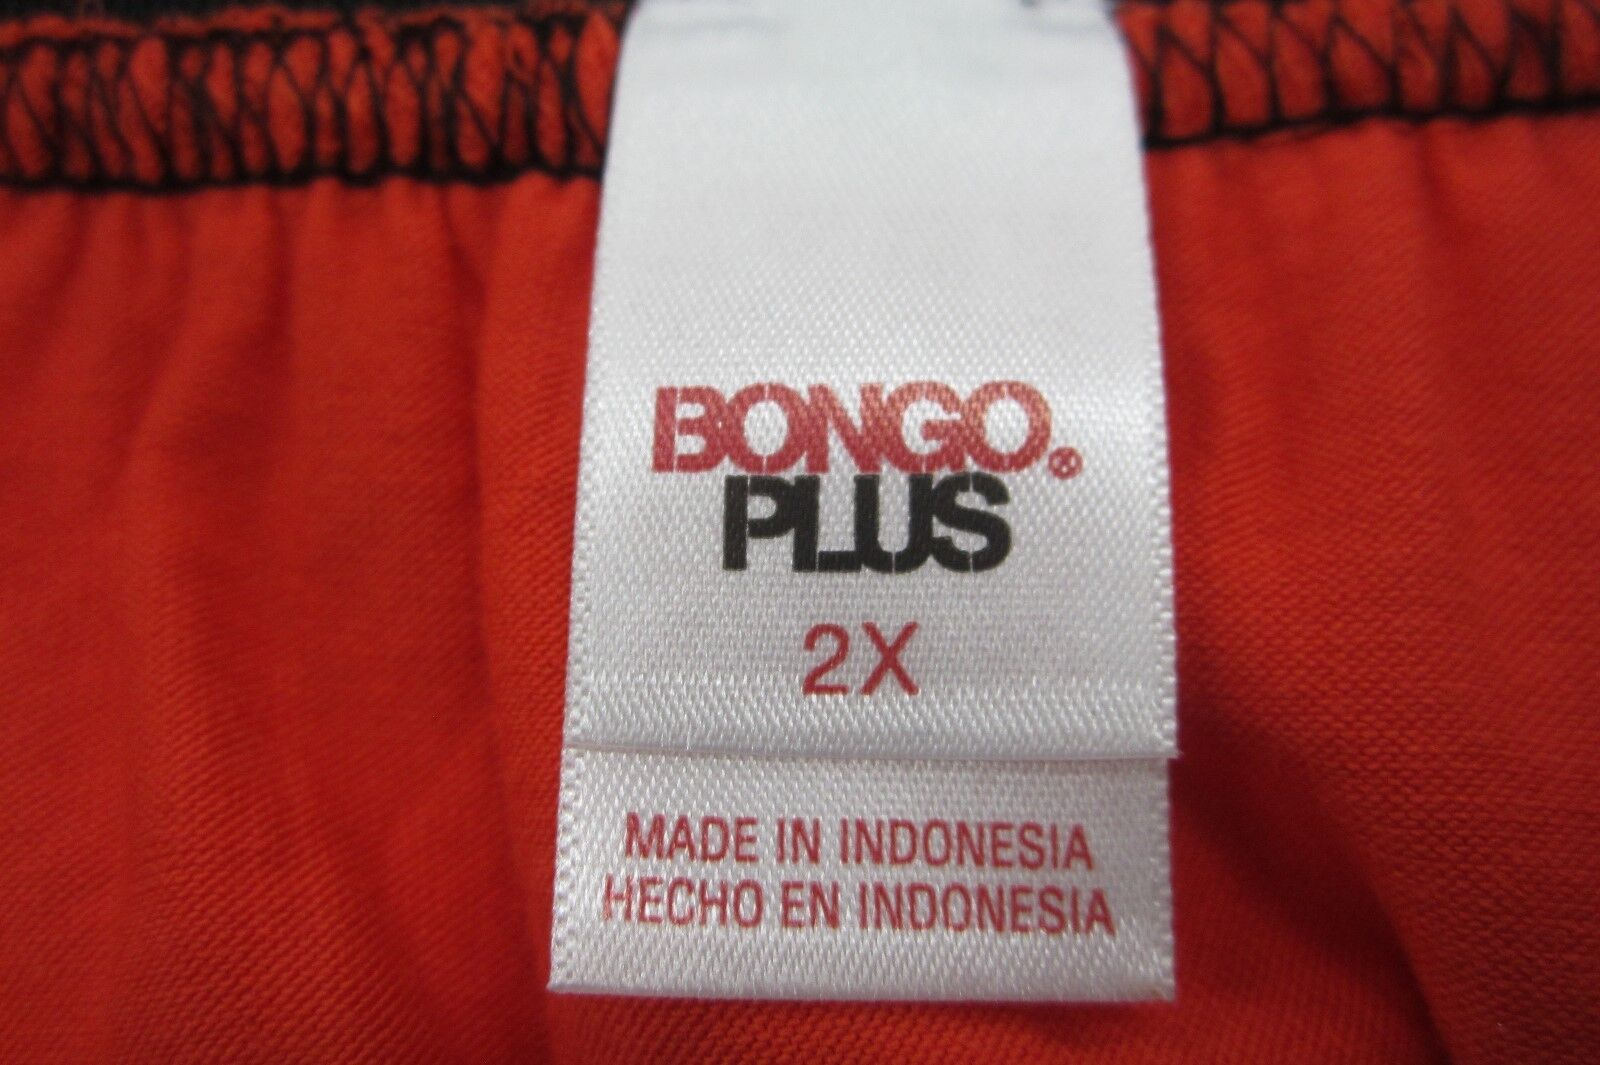 BONGO®
PLUS
2X
MADE IN INDONESIA
HECHO EN INDONESIA